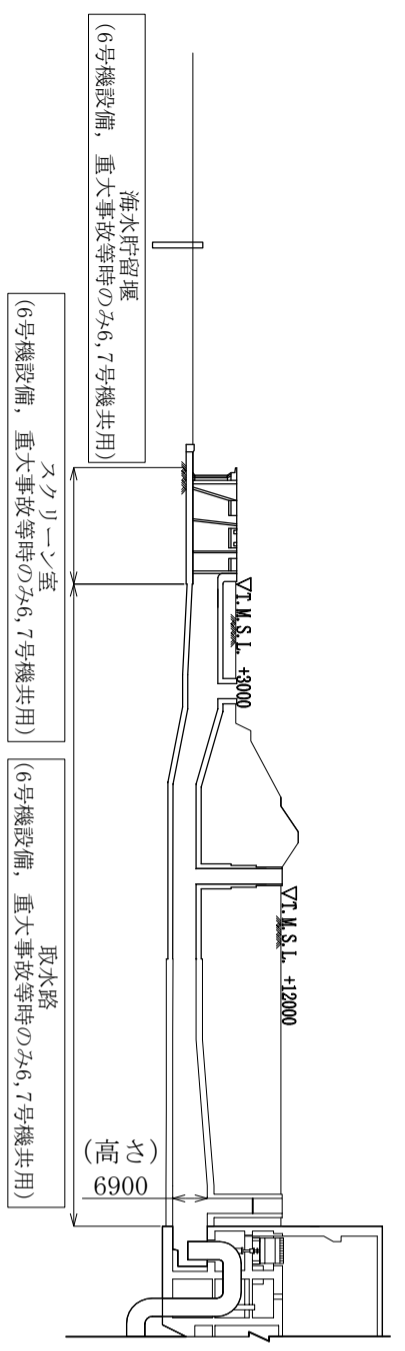 海水貯留堰
(6号機設備, 重大事故等時のみ6,7号機共用)
スクリーン室
(6号機設備, 重大事故等時のみ6,7号機共用)
取水路
(6号機設備, 重大事故等時のみ6,7号機共用)
▽T.M.S.L. +3000
▽T.M.S.L. +12000
(高さ)
6900